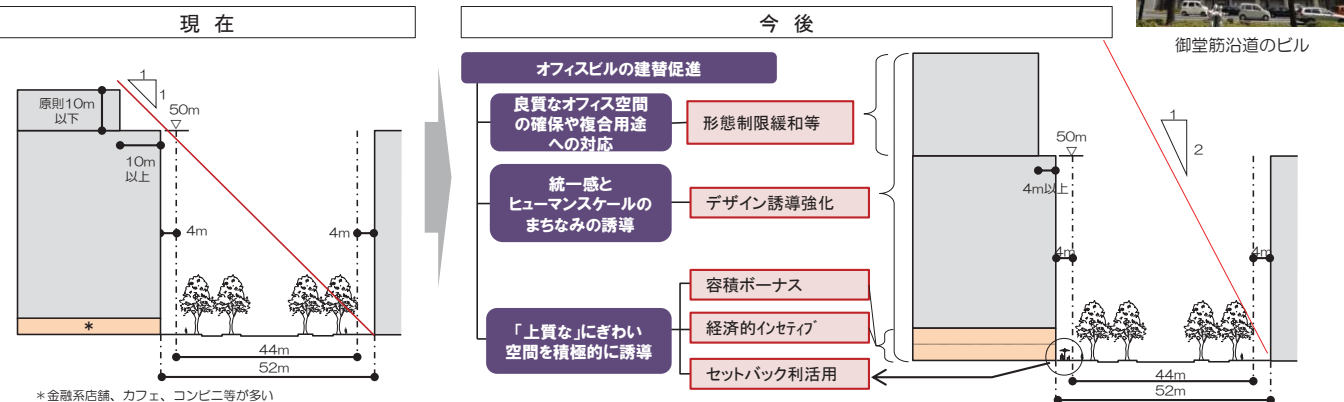 現 在
今 後
御堂筋沿道のビル
1
1
50m
原則10m
以下
10m
以上
4m
4m
*
44m
52m
*金融系店舗、カフェ、コンビニ等が多い
オフィスビルの建替促進
良質なオフィス空間
の確保や複合用途
への対応
形態制限緩和等
統一感と
ヒューマンスケールの
まちなみの誘導
デザイン誘導強化
「上質な」にぎわい
空間を積極的に誘導
容積ボーナス
経済的インセティブ
セットバック利活用
1
2
50m
4m以上
4m
4m
44m
52m